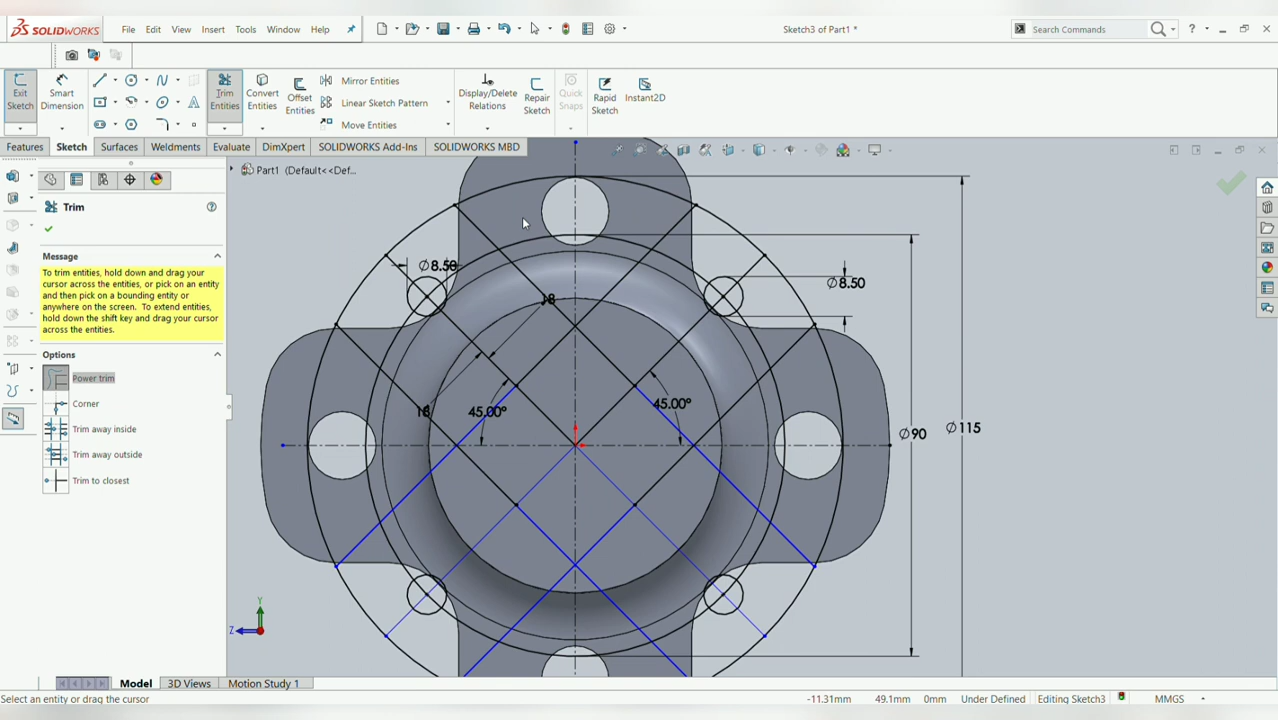 SOLIDWORKS
File
Edit
View
Insert
Tools
Window
Help
Sketch3 of Part1 *
Search Commands
?
Exit Sketch
Smart Dimension
Trim Entities
Convert Entities
Offset Entities
Mirror Entities
Linear Sketch Pattern
Move Entities
Display/Delete Relations
Repair Sketch
Quick Snaps
Rapid Sketch
Instant2D
Features
Sketch
Surfaces
Weldments
Evaluate
DimXpert
SOLIDWORKS Add-Ins
SOLIDWORKS MBD
Part1 (Default<<Def...
Trim
?
Message
To trim entities, hold down and drag your
cursor across the entities, or pick on an entity
and then pick on a bounding entity or
anywhere on the screen. To extend entities,
hold down the shift key and drag your cursor
across the entities.
Options
Power trim
Corner
Trim away inside
Trim away outside
Trim to closest
Ø8.50
Ø8.50
18
18
45.00°
45.00°
Ø90
Ø115
Y
Z
Model
3D Views
Motion Study 1
Select an entity or drag the cursor
-11.31mm
49.1mm
0mm
Under Defined
Editing Sketch3
MMGS